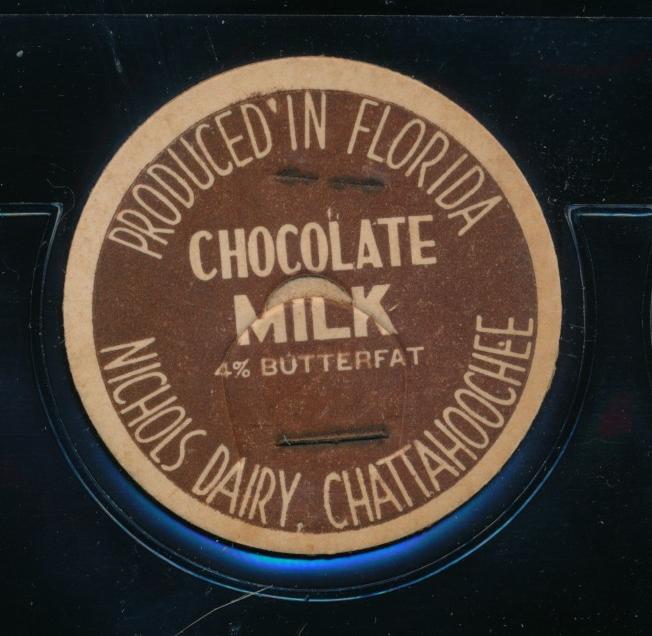 PRODUCED IN FLORIDA
CHOCOLATE
MILK
4% BUTTERFAT
NICHOLS DAIRY, CHATTAHOOCHEE